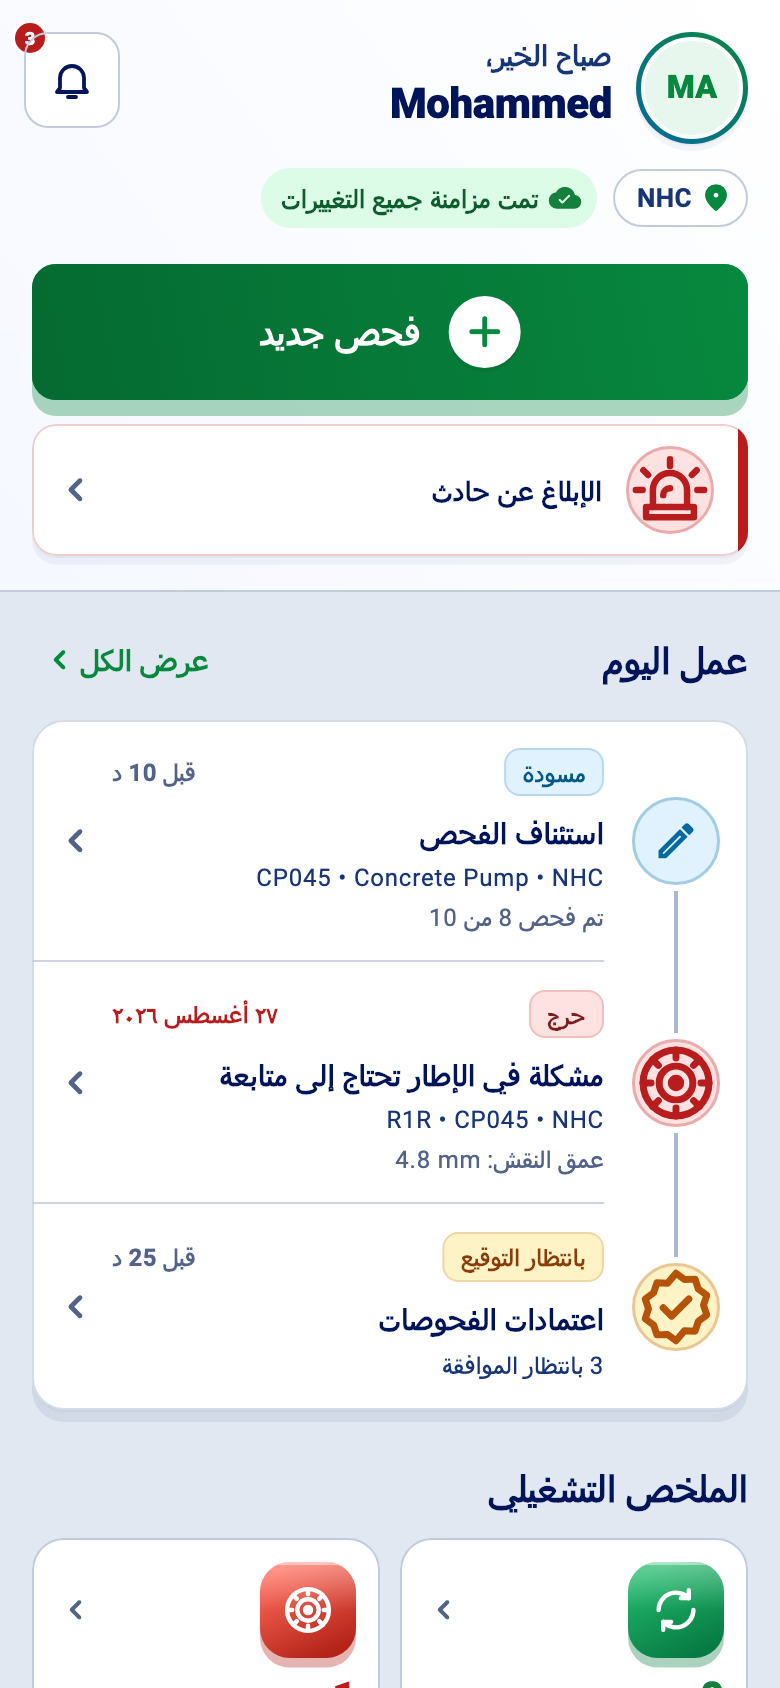 MA
صباح الخير،
Mohammed
3
NHC
تمت مزامنة جميع التغييرات
فحص جديد
الإبلاغ عن حادث
عمل اليوم
عرض الكل
مسودة
قبل 10 د
استئناف الفحص
CP045 • Concrete Pump • NHC
تم فحص 8 من 10
حرج
٢٧ أغسطس ٢٠٢٦
مشكلة في الإطار تحتاج إلى متابعة
R1R • CP045 • NHC
عمق النقش: 4.8 mm
بانتظار التوقيع
قبل 25 د
اعتمادات الفحوصات
3 بانتظار الموافقة
الملخص التشغيلي